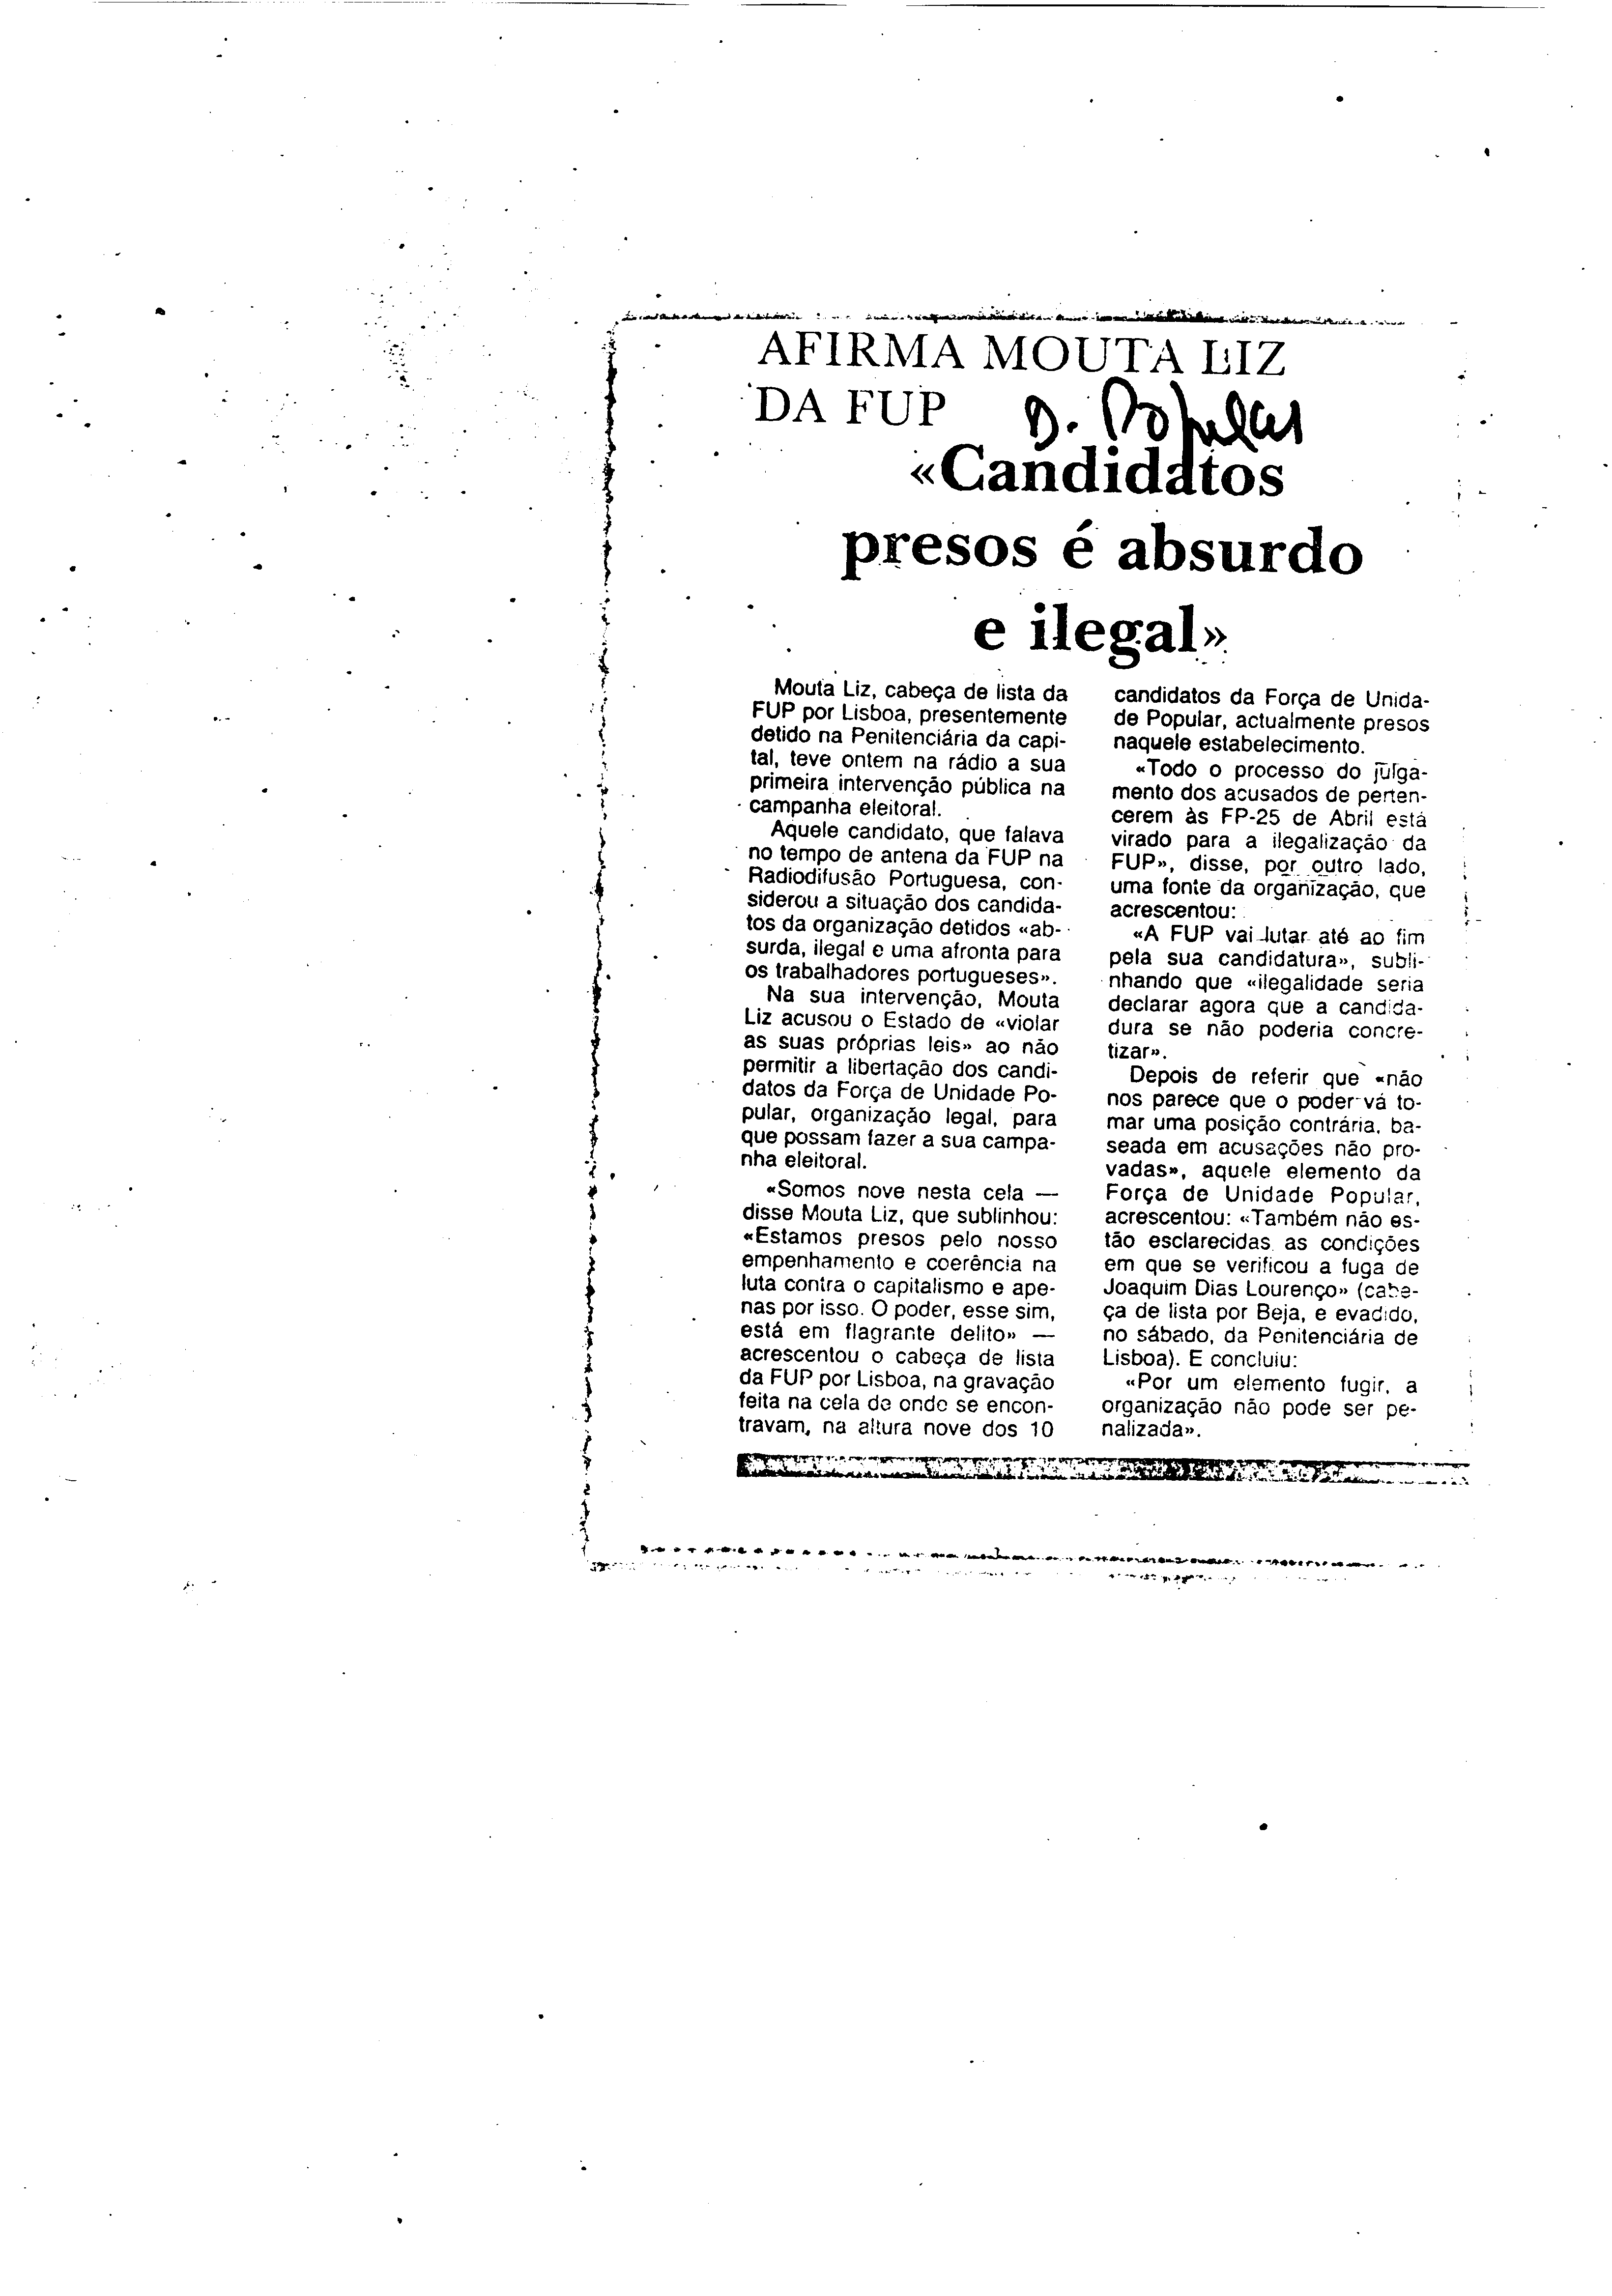 AFIRMA MOUTA LIZ
DA FUP
D. Popular
«Candidatos
presos é absurdo
e ilegal»
Mouta Liz, cabeça de lista da
FUP por Lisboa, presentemente
detido na Penitenciária da capi-
tal, teve ontem na rádio a sua
primeira intervenção pública na
campanha eleitoral.
Aquele candidato, que falava
no tempo de antena da FUP na
Radiodifusão Portuguesa, con-
siderou a situação dos candida-
tos da organização detidos «ab-
surda, ilegal e uma afronta para
os trabalhadores portugueses».
Na sua intervenção, Mouta
Liz acusou o Estado de «violar
as suas próprias leis» ao não
permitir a libertação dos candi-
datos da Força de Unidade Po-
pular, organização legal, para
que possam fazer a sua campa-
nha eleitoral.
«Somos nove nesta cela —
disse Mouta Liz, que sublinhou:
«Estamos presos pelo nosso
empenhamento e coerência na
luta contra o capitalismo e ape-
nas por isso. O poder, esse sim,
está em flagrante delito» —
acrescentou o cabeça de lista
da FUP por Lisboa, na gravação
feita na cela de onde se encon-
travam, na altura nove dos 10
candidatos da Força de Unida-
de Popular, actualmente presos
naquele estabelecimento.
«Todo o processo do julga-
mento dos acusados de perten-
cerem às FP-25 de Abril está
virado para a ilegalização da
FUP», disse, por outro lado,
uma fonte da organização, que
acrescentou:
«A FUP vai lutar até ao fim
pela sua candidatura», subli-
nhando que «ilegalidade seria
declarar agora que a candida-
dura se não poderia concre-
tizar».
Depois de referir que «não
nos parece que o poder vá to-
mar uma posição contrária, ba-
seada em acusações não pro-
vadas», aquele elemento da
Força de Unidade Popular,
acrescentou: «Também não es-
tão esclarecidas as condições
em que se verificou a fuga de
Joaquim Dias Lourenço» (cabe-
ça de lista por Beja, e evadido,
no sábado, da Penitenciária de
Lisboa). E concluiu:
«Por um elemento fugir, a
organização não pode ser pe-
nalizada».